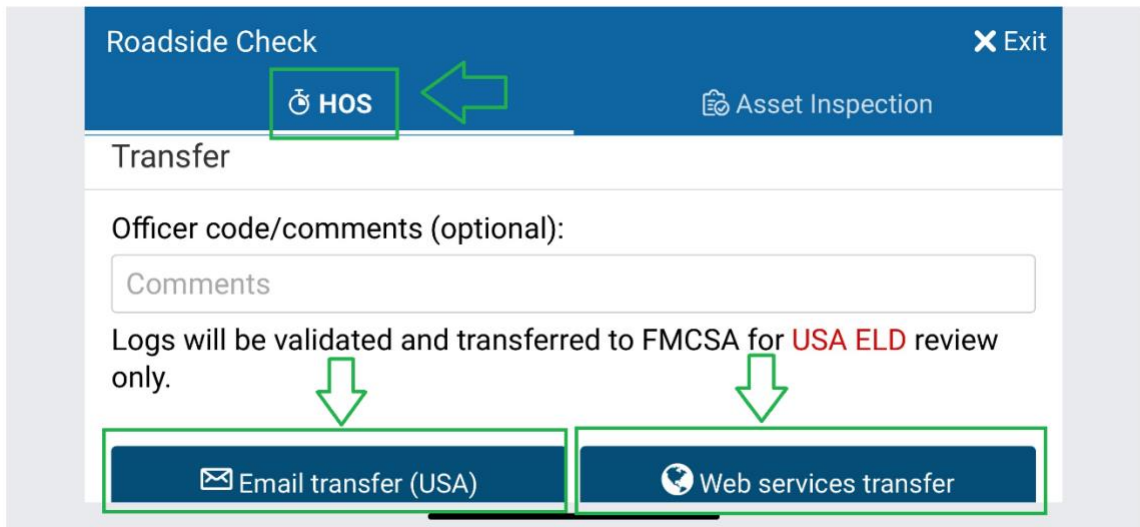 Roadside Check
Exit
HOS
Asset Inspection
Transfer
Officer code/comments (optional):
Comments
Logs will be validated and transferred to FMCSA for USA ELD review
only.
Email transfer (USA)
Web services transfer